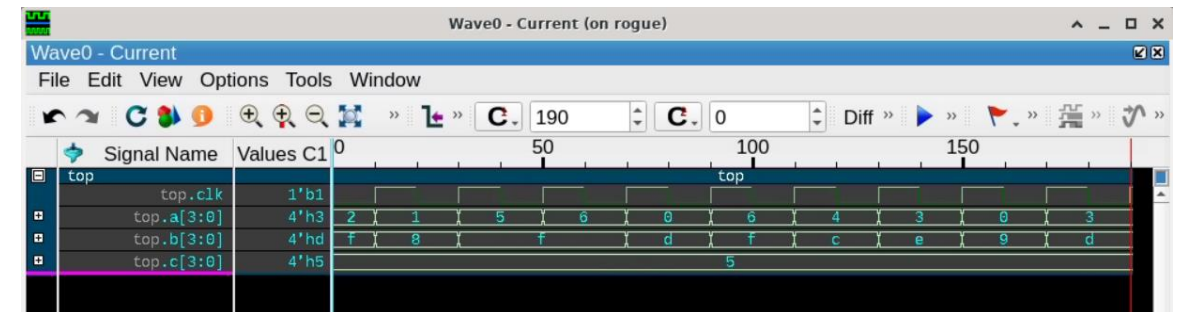 Wave0 - Current (on rogue)
Wave0 - Current
File Edit View Options Tools Window
» » C. 190 C. 0 Diff » » » » »
Signal Name Values C1 0 50 100 150
top top
top.clk 1'b1
top.a[3:0] 4'h3 2 1 5 6 0 6 4 3 0 3
top.b[3:0] 4'hd f 8 f d f c e 9 d
top.c[3:0] 4'h5 5